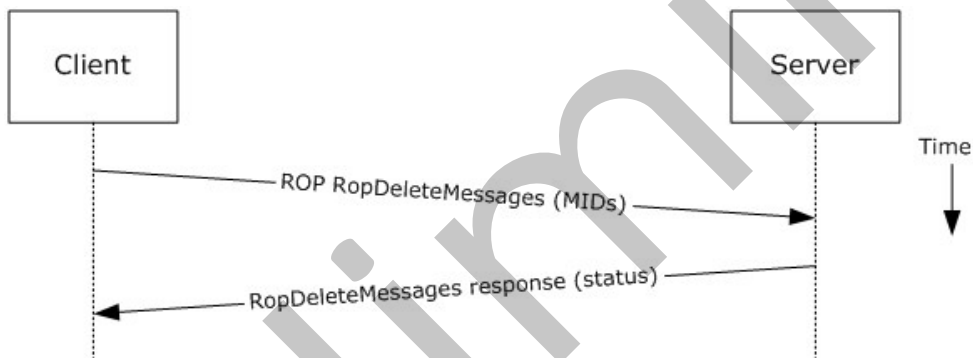 Client
Server
Time
ROP RopDeleteMessages (MIDs)
RopDeleteMessages response (status)